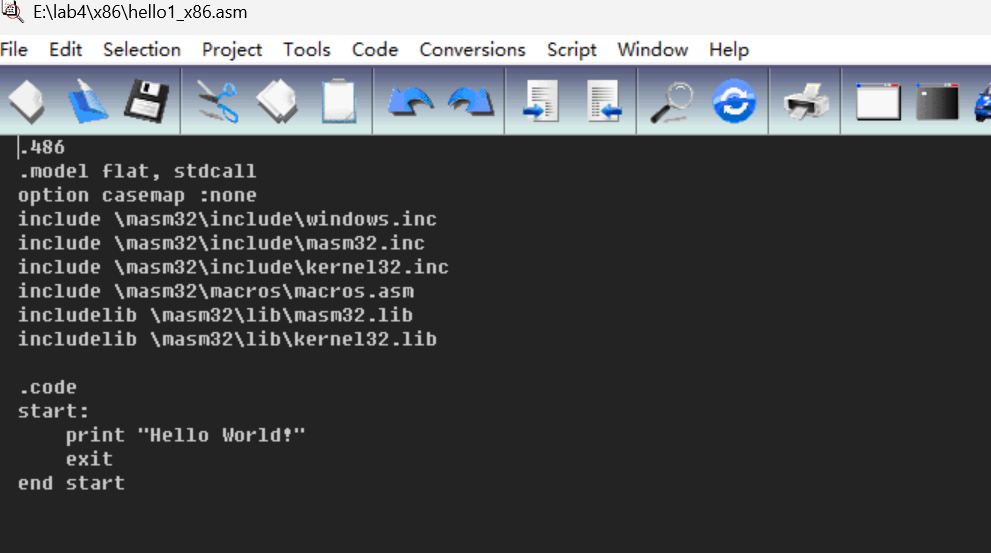 E:\lab4\x86\hello1_x86.asm
File Edit Selection Project Tools Code Conversions Script Window Help
.486
.model flat, stdcall
option casemap :none
include \masm32\include\windows.inc
include \masm32\include\masm32.inc
include \masm32\include\kernel32.inc
include \masm32\macros\macros.asm
includelib \masm32\lib\masm32.lib
includelib \masm32\lib\kernel32.lib
.code
start:
print "Hello World!"
exit
end start